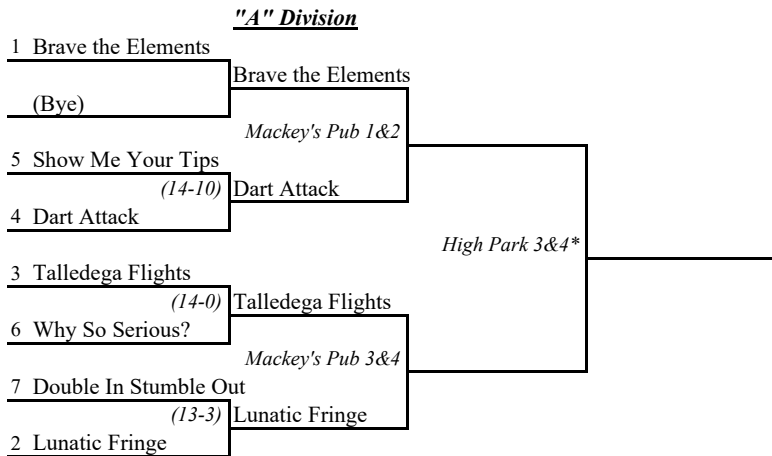 "A" Division
1 Brave the Elements
Brave the Elements
(Bye)
Mackey's Pub 1&2
5 Show Me Your Tips
(14-10) Dart Attack
4 Dart Attack
High Park 3&4*
3 Talledega Flights
(14-0) Talledega Flights
6 Why So Serious?
Mackey's Pub 3&4
7 Double In Stumble Out
(13-3) Lunatic Fringe
2 Lunatic Fringe